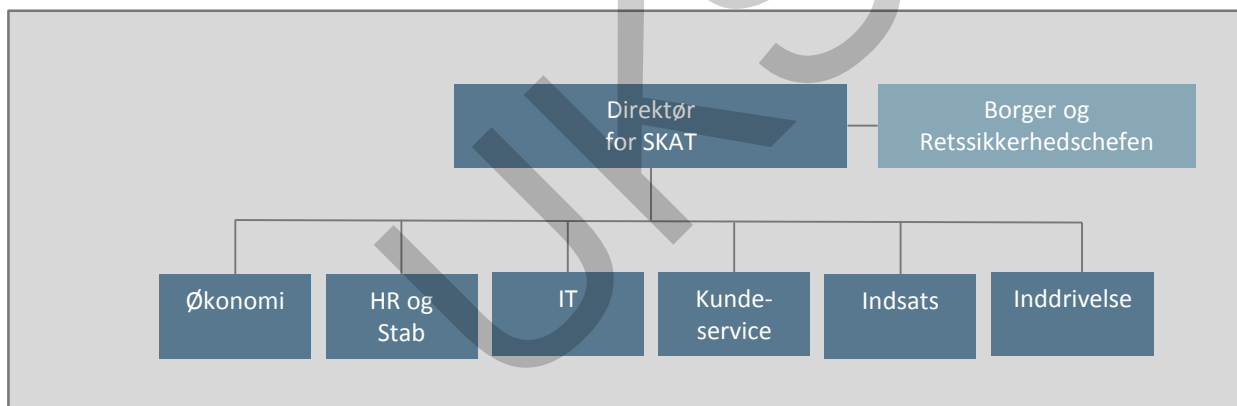 Direktør
for SKAT
Borger og
Retssikkerhedschefen
Økonomi
HR og
Stab
IT
Kunde-
service
Indsats
Inddrivelse